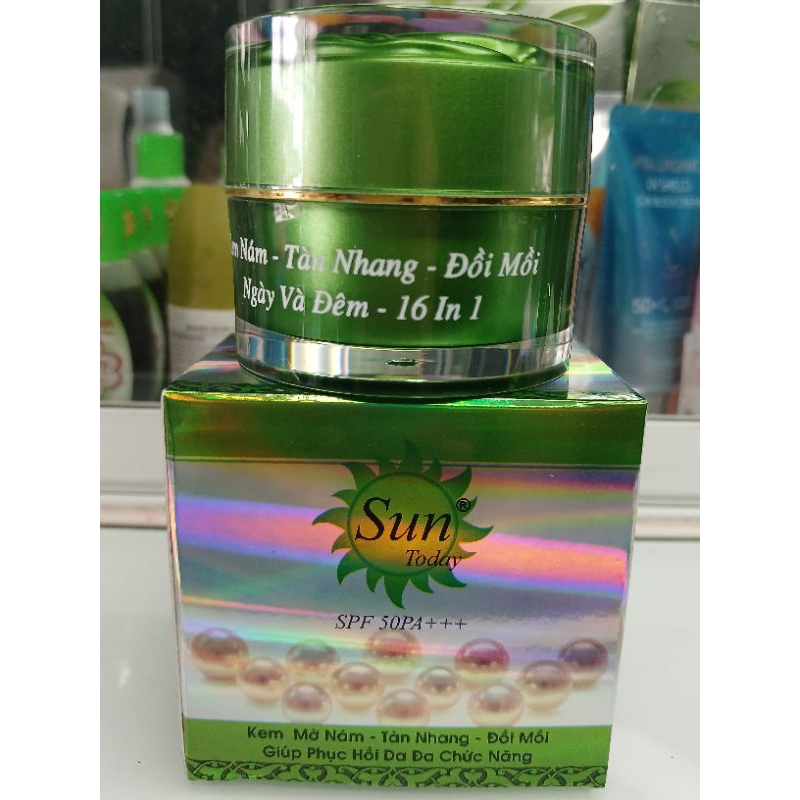 Nám - Tàn Nhang - Đồi Mồi
Ngày Và Đêm - 16 In 1
Sun®
Today
SPF 50PA+++
Kem Mờ Nám - Tàn Nhang - Đồi Mồi
Giúp Phục Hồi Da Đa Chức Năng